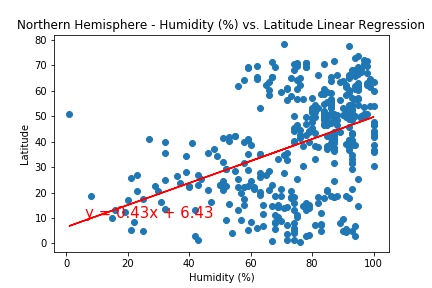 Northern Hemisphere - Humidity (%) vs. Latitude Linear Regression
80
70
60
50
40
30
20
10
0
Latitude
y = 0.43x + 6.43
0 20 40 60 80 100
Humidity (%)